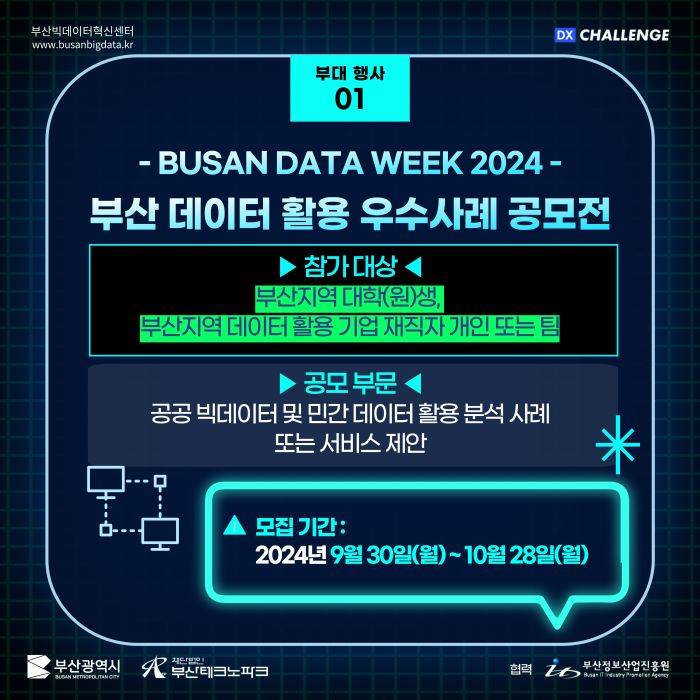 부산빅데이터혁신센터
www.busanbigdata.kr
DX CHALLENGE
부대 행사
01
- BUSAN DATA WEEK 2024 -
부산 데이터 활용 우수사례 공모전
▶ 참가 대상 ◀
부산지역 대학(원)생,
부산지역 데이터 활용 기업 재직자 개인 또는 팀
▶ 공모 부문 ◀
공공 빅데이터 및 민간 데이터 활용 분석 사례
또는 서비스 제안
모집 기간 :
2024년 9월 30일(월) ~ 10월 28일(월)
부산광역시
BUSAN METROPOLITAN CITY
재단법인
부산테크노파크
협력
부산정보산업진흥원
Busan IT Industry Promotion Agency